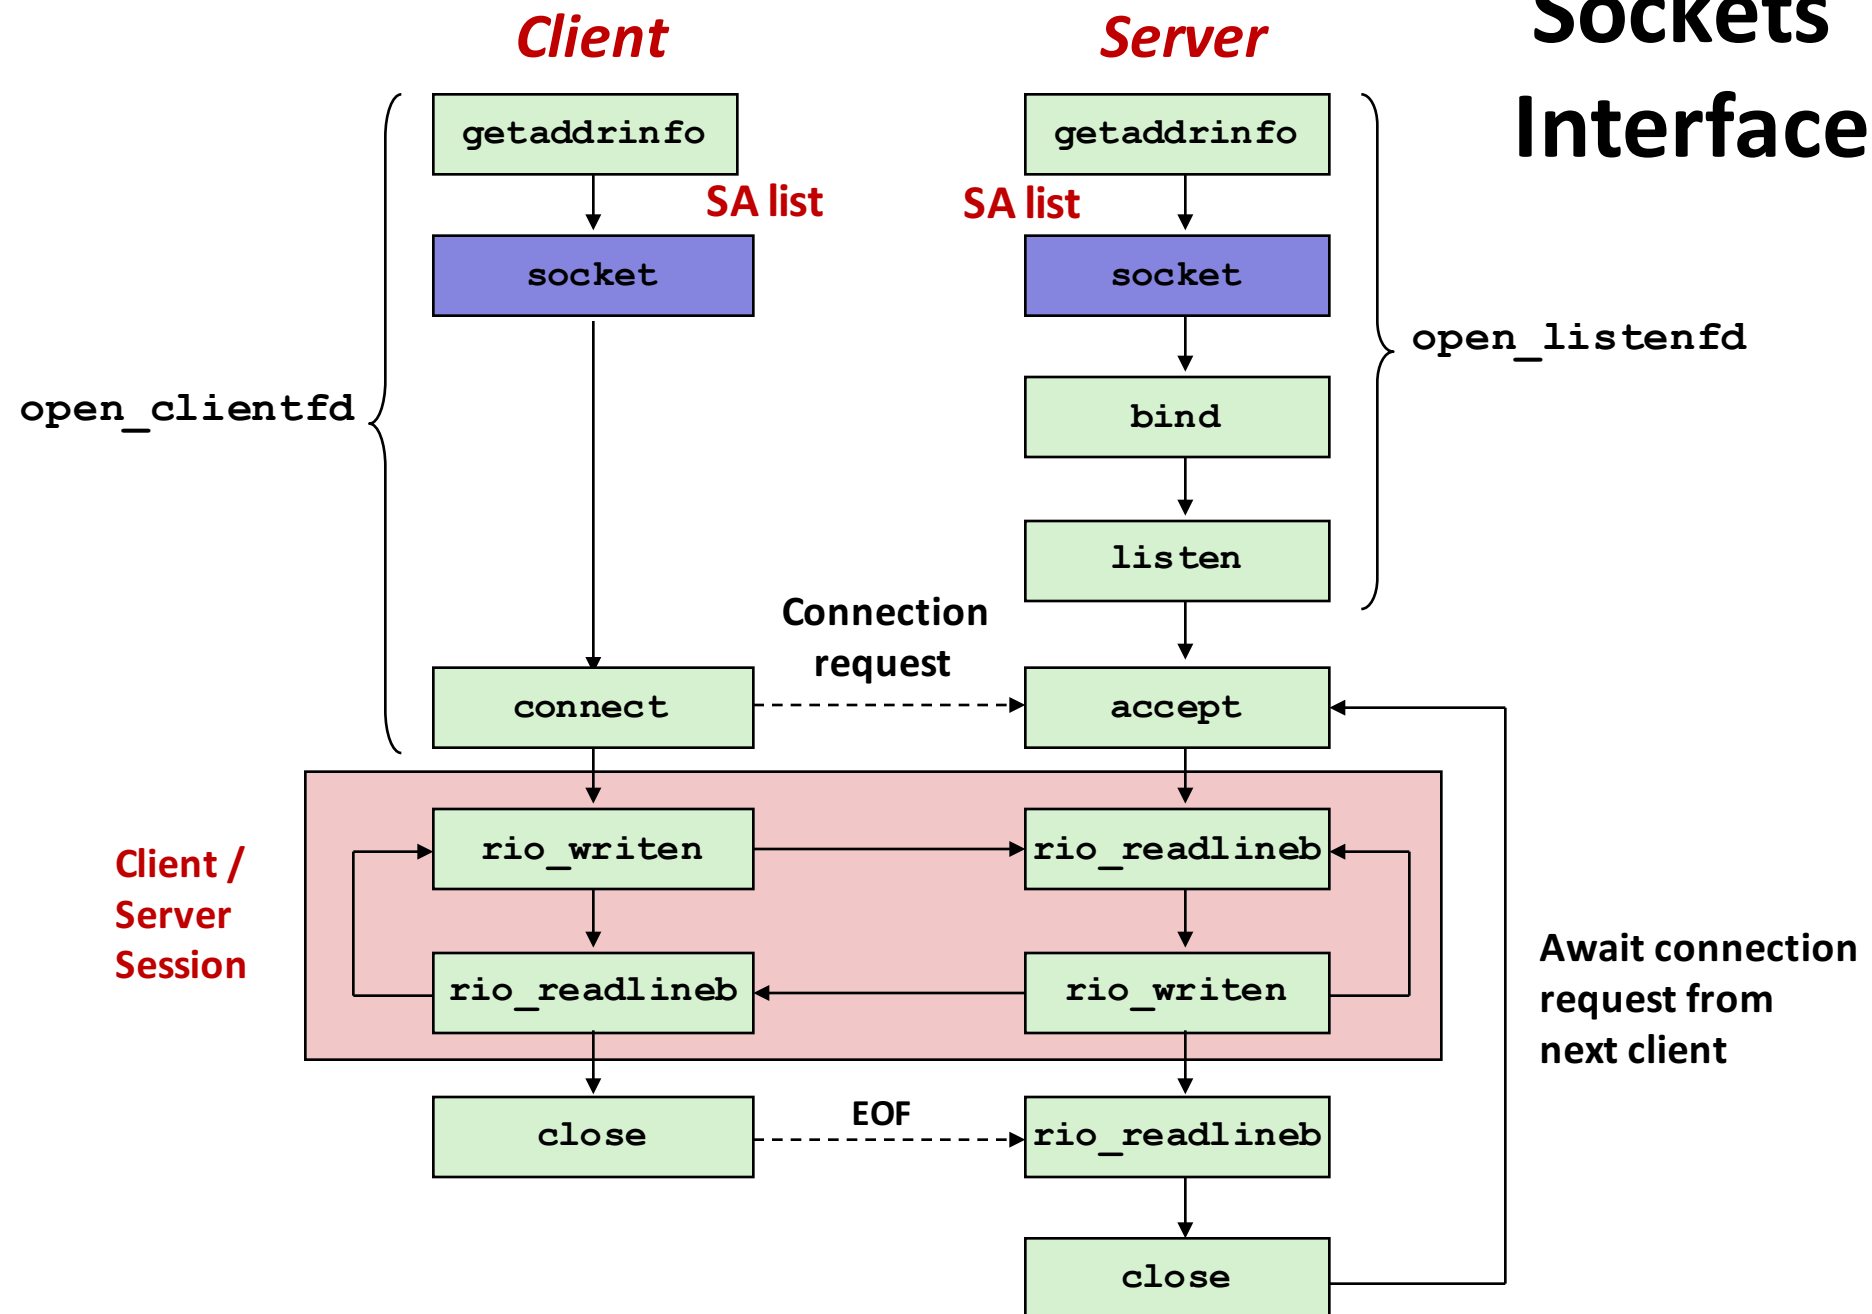 Sockets
Interface
Client
Server
getaddrinfo
getaddrinfo
SA list
SA list
socket
socket
open_listenfd
open_clientfd
bind
listen
Connection
request
connect
accept
Client /
Server
Session
rio_writen
rio_readlineb
rio_readlineb
rio_writen
Await connection
request from
next client
close
EOF
rio_readlineb
close